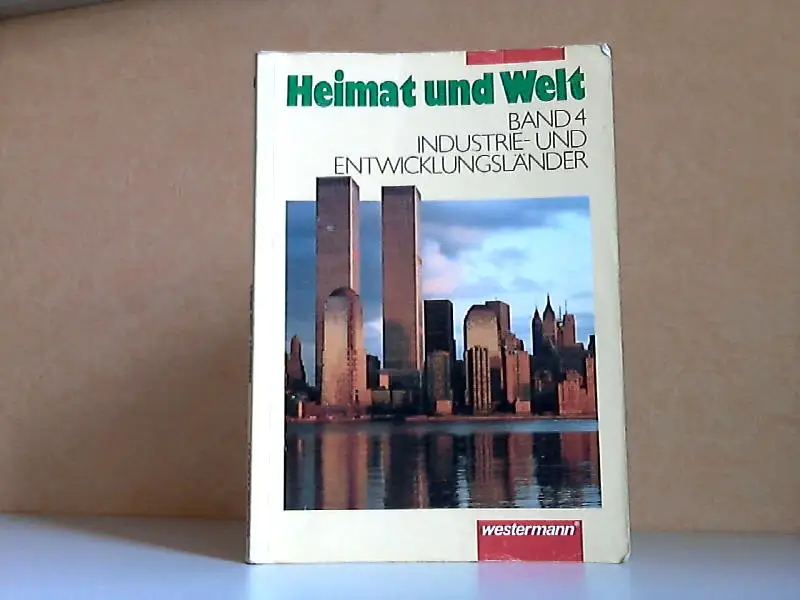 Heimat und Welt
BAND 4
INDUSTRIE- UND
ENTWICKLUNGSLÄNDER
westermann®